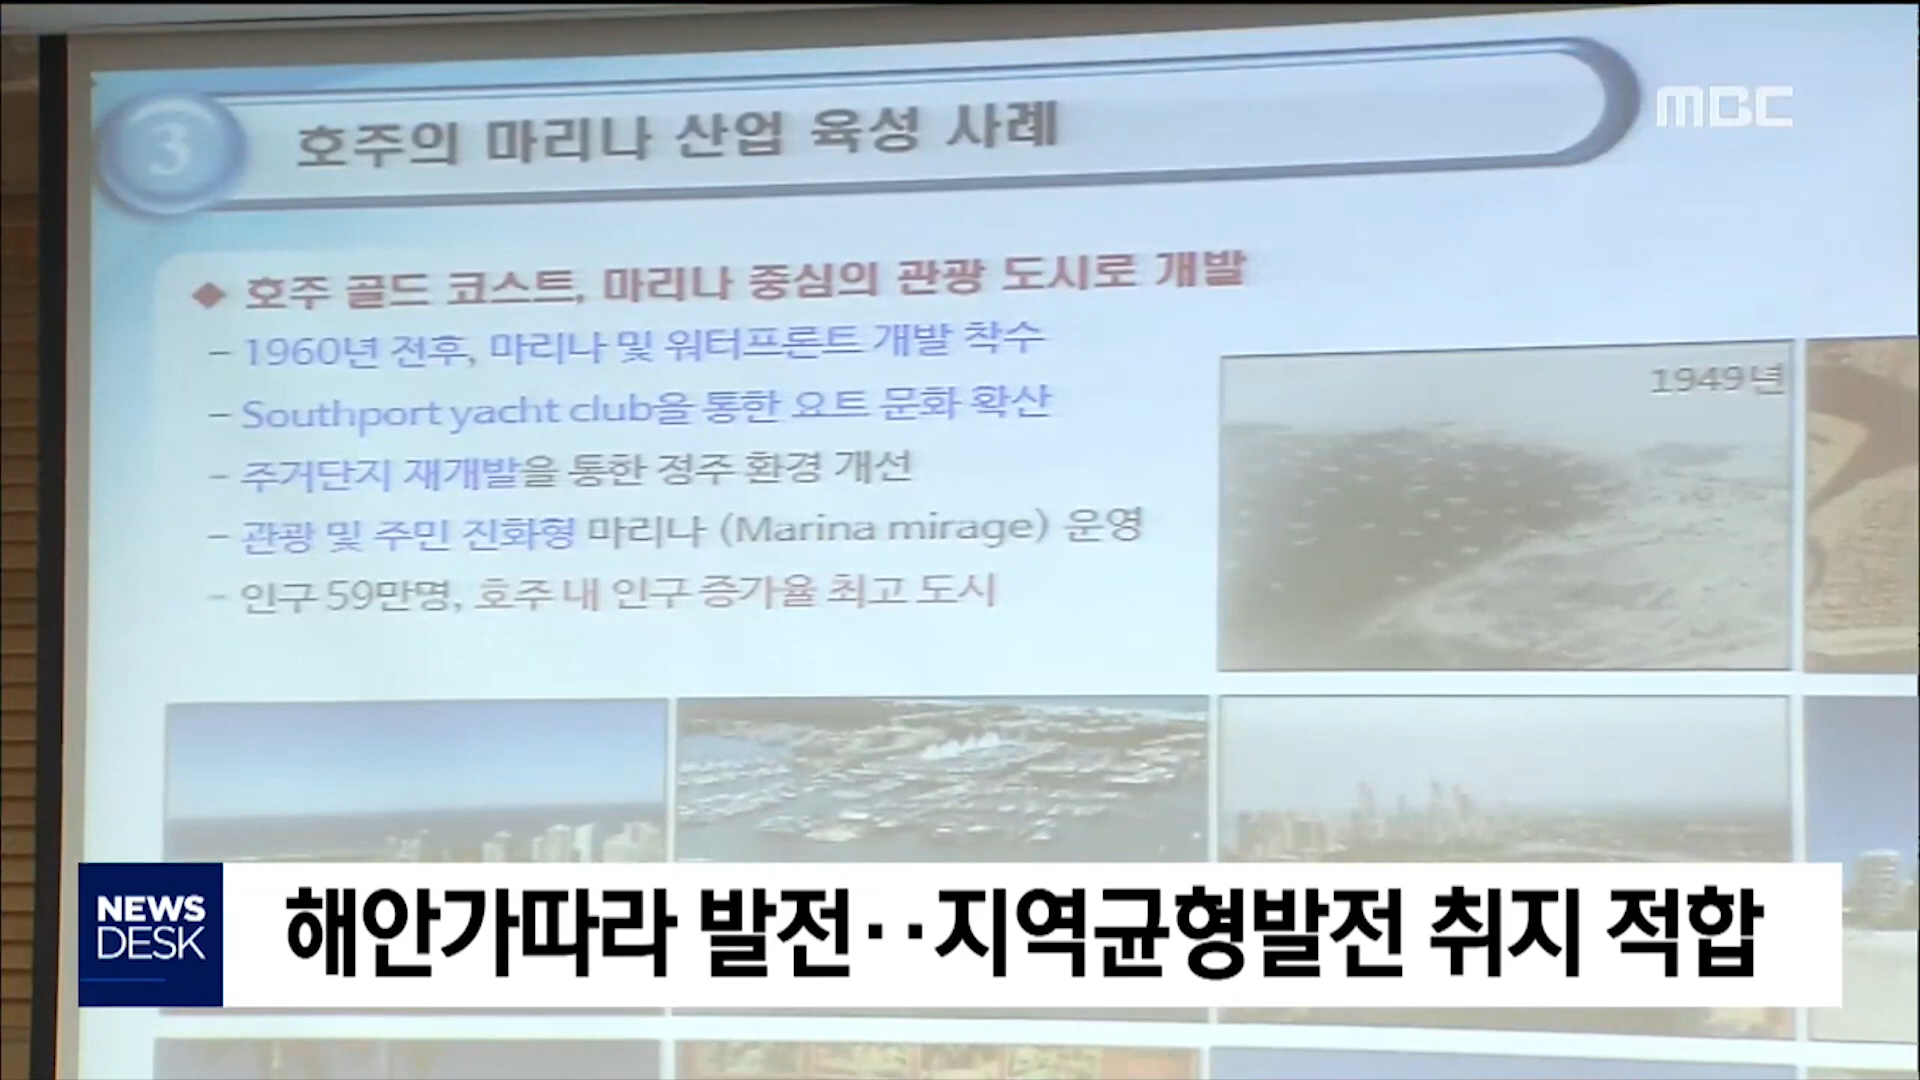 3
호주의 마리나 산업 육성 사례
MBC
◆ 호주 골드 코스트, 마리나 중심의 관광 도시로 개발
- 1960년 전후, 마리나 및 워터프론트 개발 착수
- Southport yacht club을 통한 요트 문화 확산
- 주거단지 재개발을 통한 정주 환경 개선
- 관광 및 주민 진화형 마리나 (Marina mirage) 운영
- 인구 59만명, 호주 내 인구 증가율 최고 도시
1949년
NEWS
DESK
해안가따라 발전‥지역균형발전 취지 적합